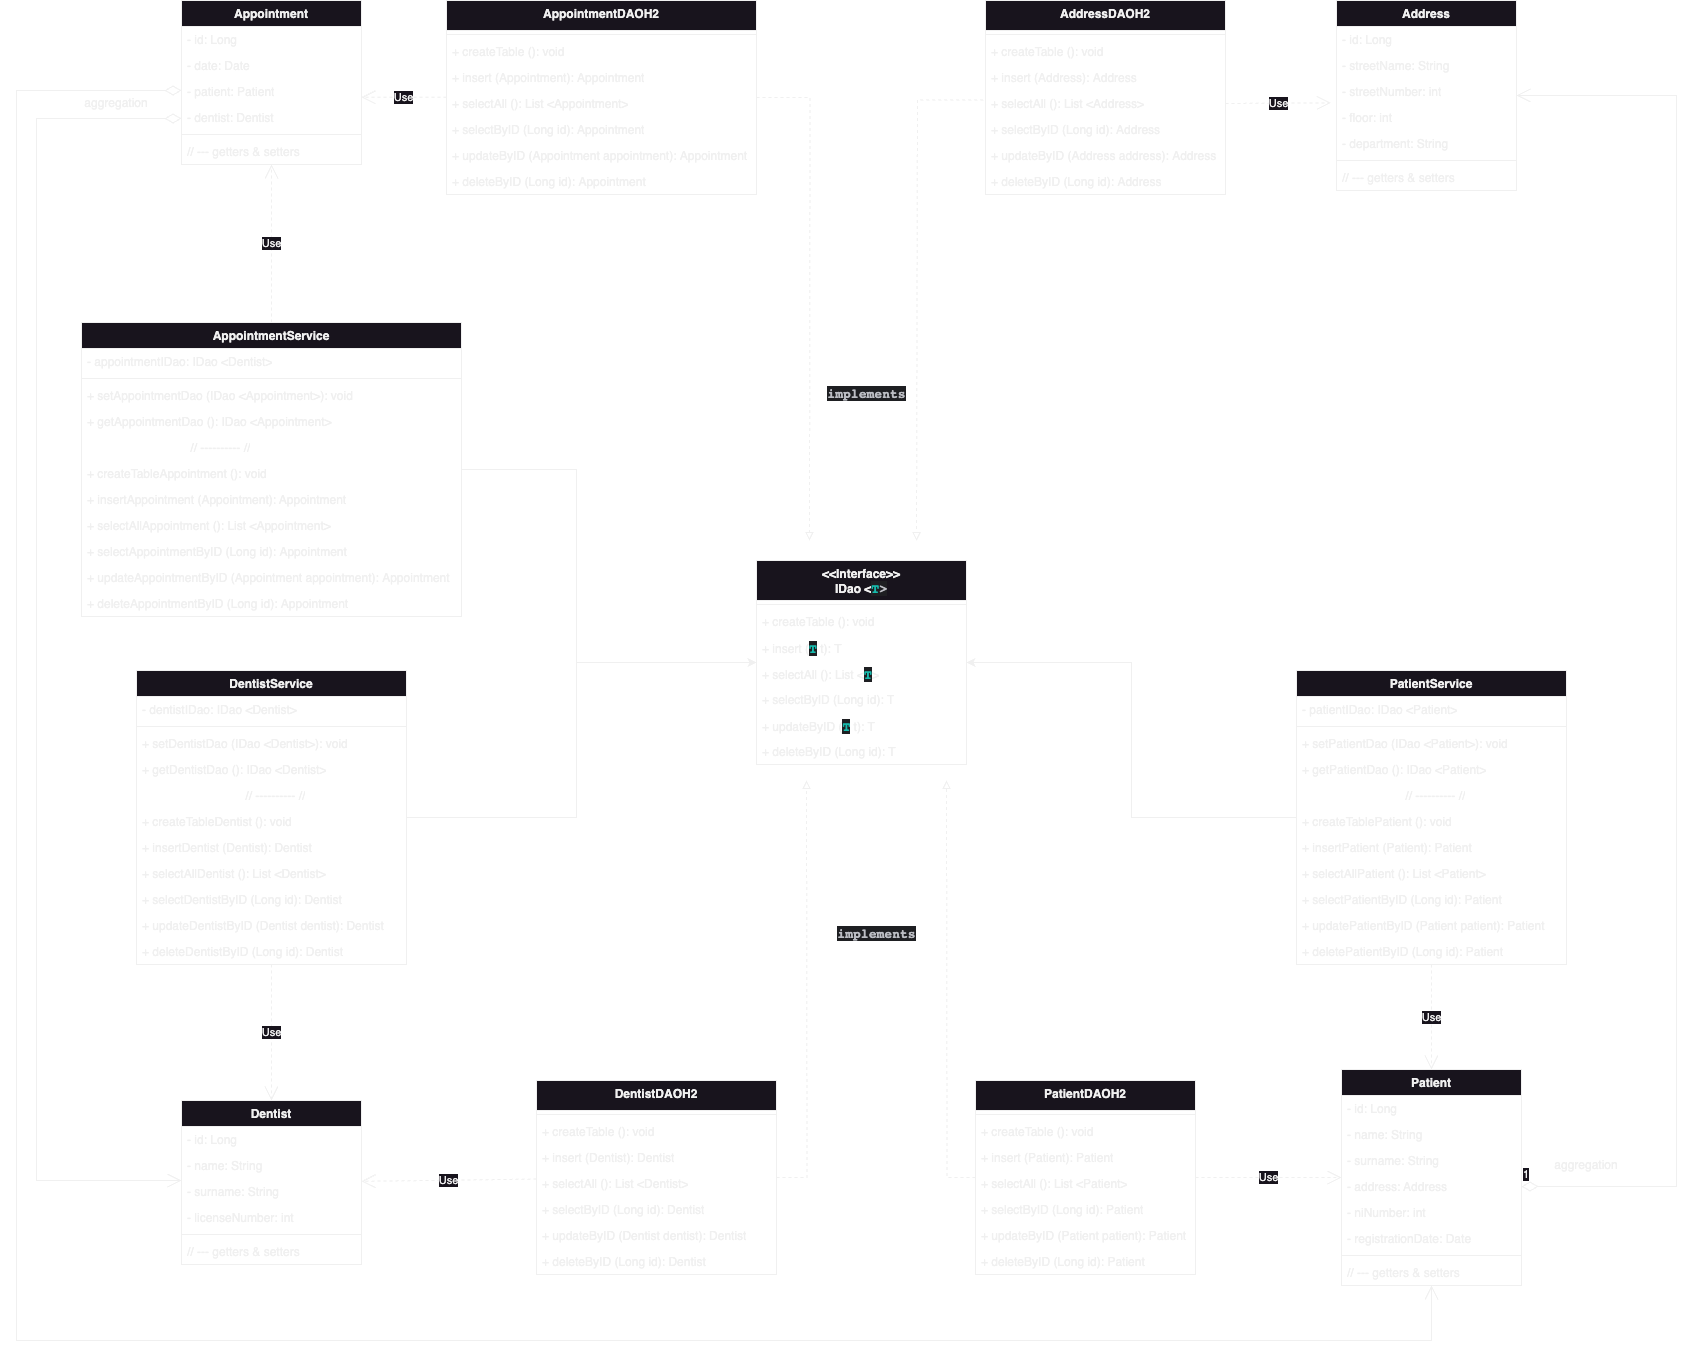 Appointment
- id: Long
- date: Date
- patient: Patient
- dentist: Dentist
// --- getters & setters
aggregation
AppointmentDAOH2
+ createTable (): void
+ insert (Appointment): Appointment
+ selectAll (): List <Appointment>
+ selectByID (Long id): Appointment
+ updateByID (Appointment appointment): Appointment
+ deleteByID (Long id): Appointment
Use
AddressDAOH2
+ createTable (): void
+ insert (Address): Address
+ selectAll (): List <Address>
+ selectByID (Long id): Address
+ updateByID (Address address): Address
+ deleteByID (Long id): Address
Use
Address
- id: Long
- streetName: String
- streetNumber: int
- floor: int
- department: String
// --- getters & setters
Use
AppointmentService
- appointmentIDao: IDao <Dentist>
+ setAppointmentDao (IDao <Appointment>): void
+ getAppointmentDao (): IDao <Appointment>
// ---------- //
+ createTableAppointment (): void
+ insertAppointment (Appointment): Appointment
+ selectAllAppointment (): List <Appointment>
+ selectAppointmentByID (Long id): Appointment
+ updateAppointmentByID (Appointment appointment): Appointment
+ deleteAppointmentByID (Long id): Appointment
implements
<<Interface>>
IDao <T>
+ createTable (): void
+ insert (T t): T
+ selectAll (): List <T>
+ selectByID (Long id): T
+ updateByID (T t): T
+ deleteByID (Long id): T
DentistService
- dentistIDao: IDao <Dentist>
+ setDentistDao (IDao <Dentist>): void
+ getDentistDao (): IDao <Dentist>
// ---------- //
+ createTableDentist (): void
+ insertDentist (Dentist): Dentist
+ selectAllDentist (): List <Dentist>
+ selectDentistByID (Long id): Dentist
+ updateDentistByID (Dentist dentist): Dentist
+ deleteDentistByID (Long id): Dentist
PatientService
- patientIDao: IDao <Patient>
+ setPatientDao (IDao <Patient>): void
+ getPatientDao (): IDao <Patient>
// ---------- //
+ createTablePatient (): void
+ insertPatient (Patient): Patient
+ selectAllPatient (): List <Patient>
+ selectPatientByID (Long id): Patient
+ updatePatientByID (Patient patient): Patient
+ deletePatientByID (Long id): Patient
implements
Use
Use
Dentist
- id: Long
- name: String
- surname: String
- licenseNumber: int
// --- getters & setters
Use
DentistDAOH2
+ createTable (): void
+ insert (Dentist): Dentist
+ selectAll (): List <Dentist>
+ selectByID (Long id): Dentist
+ updateByID (Dentist dentist): Dentist
+ deleteByID (Long id): Dentist
PatientDAOH2
+ createTable (): void
+ insert (Patient): Patient
+ selectAll (): List <Patient>
+ selectByID (Long id): Patient
+ updateByID (Patient patient): Patient
+ deleteByID (Long id): Patient
Use
Patient
- id: Long
- name: String
- surname: String
- address: Address
- niNumber: int
- registrationDate: Date
// --- getters & setters
1
aggregation